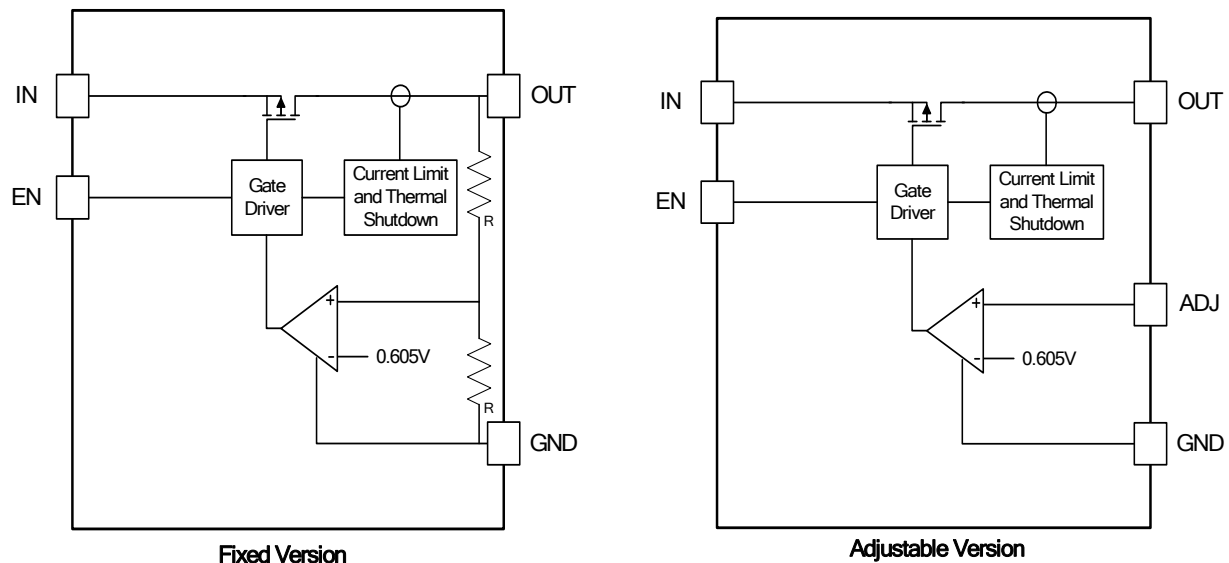 IN
OUT
EN
Gate
Driver
Current Limit
and Thermal
Shutdown
R
+
-
0.605V
R
GND
Fixed Version
IN
OUT
EN
Gate
Driver
Current Limit
and Thermal
Shutdown
+
ADJ
-
0.605V
GND
Adjustable Version